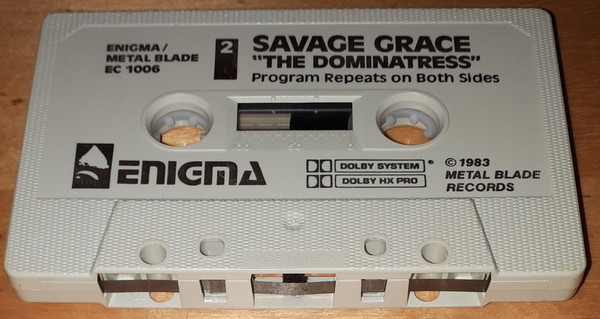 ENIGMA/
METAL BLADE
EC 1006
2
SAVAGE GRACE
"THE DOMINATRESS"
Program Repeats on Both Sides
ENIGMA
DOLBY SYSTEM ®
DOLBY HX PRO
© 1983
METAL BLADE
RECORDS